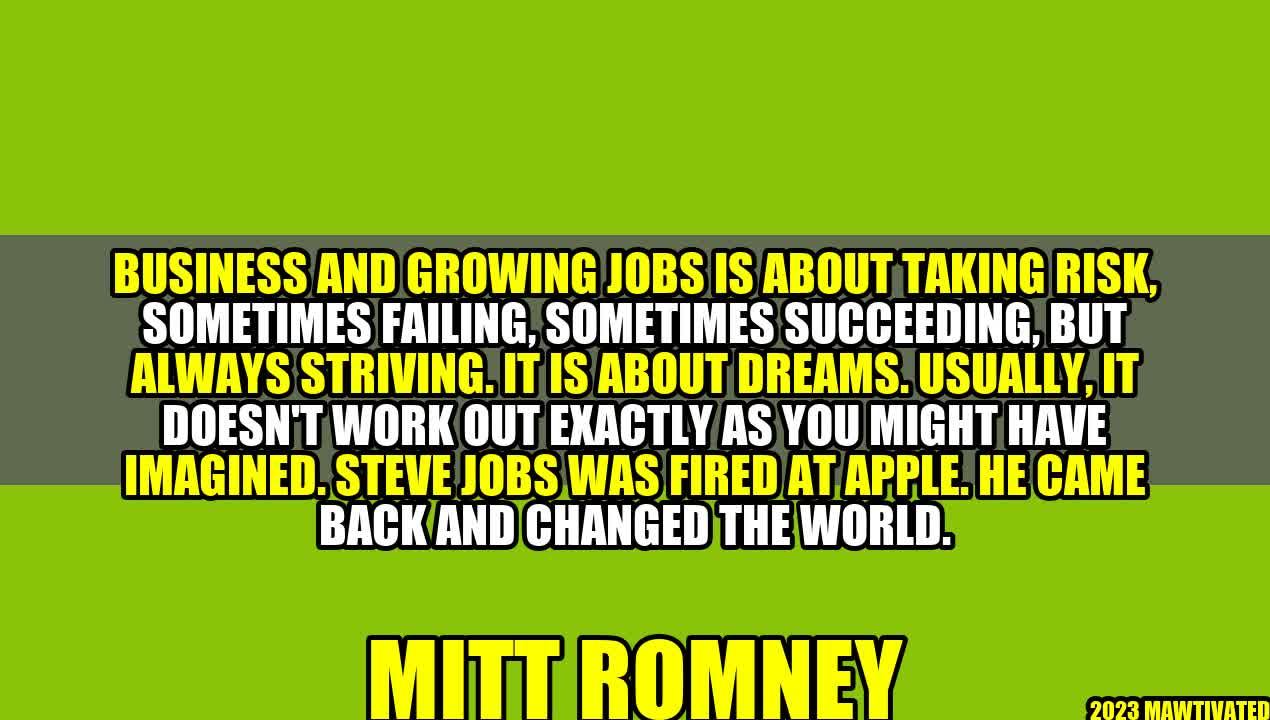 BUSINESS AND GROWING JOBS IS ABOUT TAKING RISK,
SOMETIMES FAILING, SOMETIMES SUCCEEDING, BUT
ALWAYS STRIVING. IT IS ABOUT DREAMS. USUALLY, IT
DOESN'T WORK OUT EXACTLY AS YOU MIGHT HAVE
IMAGINED. STEVE JOBS WAS FIRED AT APPLE. HE CAME
BACK AND CHANGED THE WORLD.
MITT ROMNEY
2023 MAWTIVATED